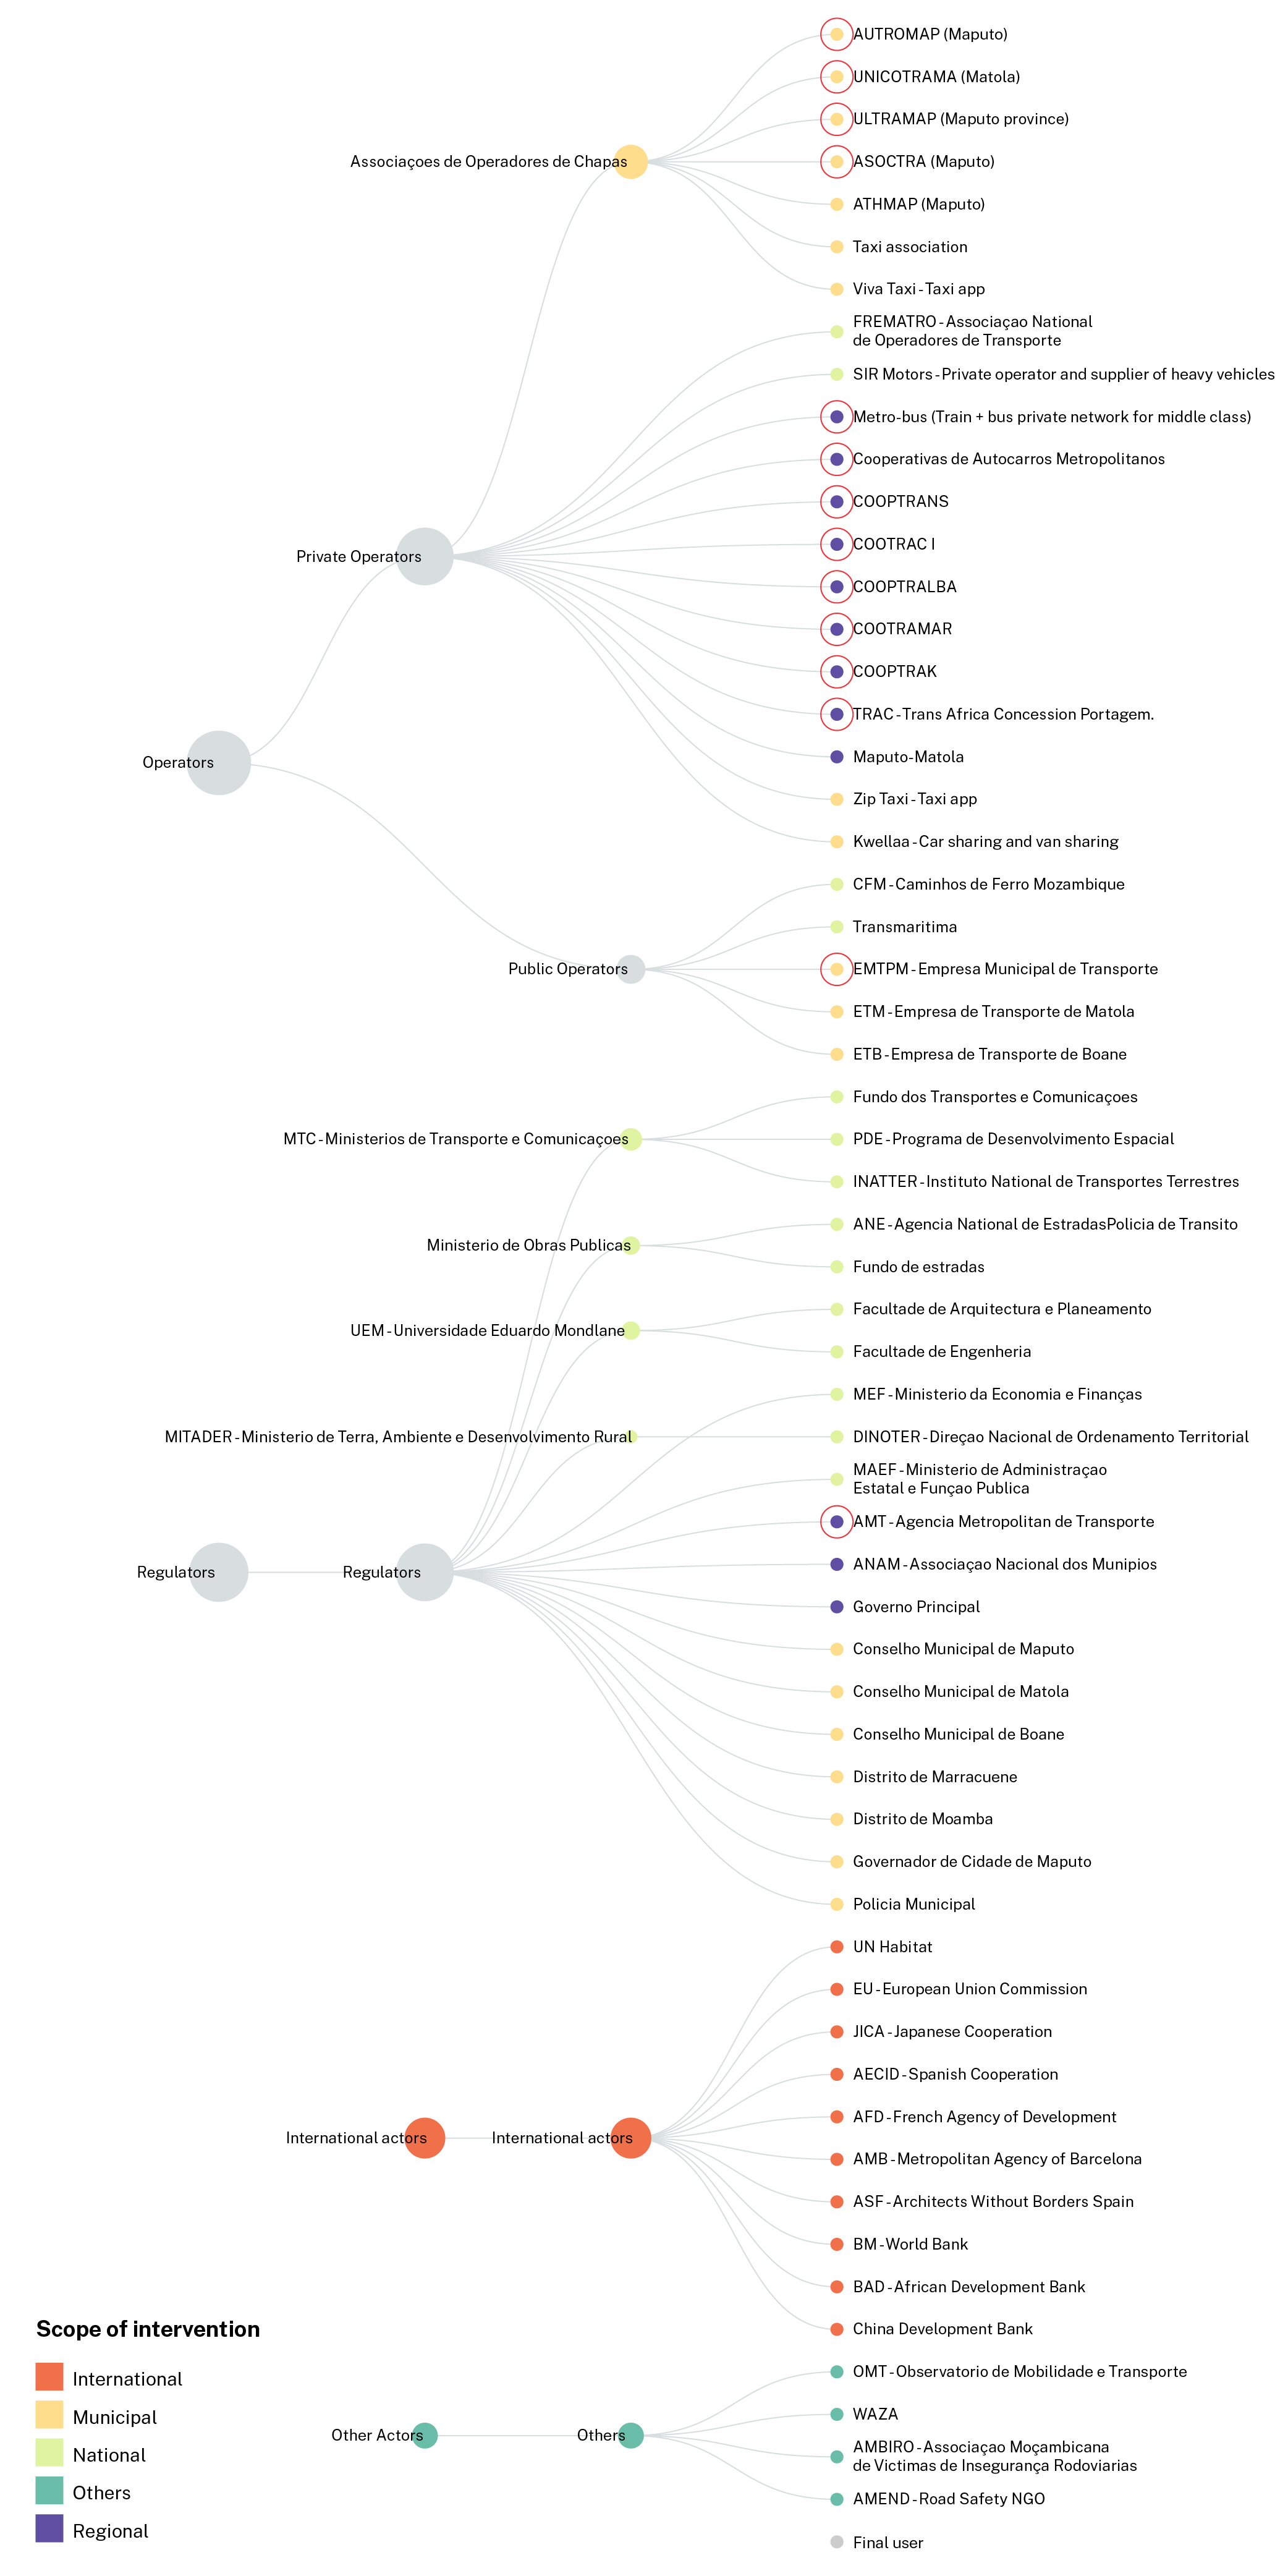 AUTROMAP (Maputo)
UNICOTRAMA (Matola)
ULTRAMAP (Maputo province)
Associaçoes de Operadores de Chapas
ASOCTRA (Maputo)
ATHMAP (Maputo)
Taxi association
Viva Taxi - Taxi app
FREMATRO - Associaçao National
de Operadores de Transporte
SIR Motors - Private operator and supplier of heavy vehicles
Metro-bus (Train + bus private network for middle class)
Cooperativas de Autocarros Metropolitanos
COOPTRANS
COOTRAC I
Private Operators
COOPTRALBA
COOTRAMAR
COOPTRAK
TRAC - Trans Africa Concession Portagem.
Maputo-Matola
Operators
Zip Taxi - Taxi app
Kwellaa - Car sharing and van sharing
CFM - Caminhos de Ferro Mozambique
Transmaritima
Public Operators
EMTPM - Empresa Municipal de Transporte
ETM - Empresa de Transporte de Matola
ETB - Empresa de Transporte de Boane
Fundo dos Transportes e Comunicaçoes
MTC - Ministerios de Transporte e Comunicaçoes
PDE - Programa de Desenvolvimento Espacial
INATTER - Instituto National de Transportes Terrestres
ANE - Agencia National de EstradasPolicia de Transito
Ministerio de Obras Publicas
Fundo de estradas
Facultade de Arquitectura e Planeamento
UEM - Universidade Eduardo Mondlane
Facultade de Engenheria
MEF - Ministerio da Economia e Finanças
MITADER - Ministerio de Terra, Ambiente e Desenvolvimento Rural
DINOTER - Direçao Nacional de Ordenamento Territorial
MAEF - Ministerio de Administraçao
Estatal e Funçao Publica
AMT - Agencia Metropolitan de Transporte
ANAM - Associaçao Nacional dos Munipios
Regulators
Regulators
Governo Principal
Conselho Municipal de Maputo
Conselho Municipal de Matola
Conselho Municipal de Boane
Distrito de Marracuene
Distrito de Moamba
Governador de Cidade de Maputo
Policia Municipal
UN Habitat
EU - European Union Commission
JICA - Japanese Cooperation
AECID - Spanish Cooperation
AFD - French Agency of Development
International actors
International actors
AMB - Metropolitan Agency of Barcelona
ASF - Architects Without Borders Spain
BM - World Bank
BAD - African Development Bank
China Development Bank
OMT - Observatorio de Mobilidade e Transporte
WAZA
Other Actors
Others
AMBIRO - Associaçao Moçambicana
de Victimas de Insegurança Rodoviarias
AMEND - Road Safety NGO
Final user
Scope of intervention
International
Municipal
National
Others
Regional